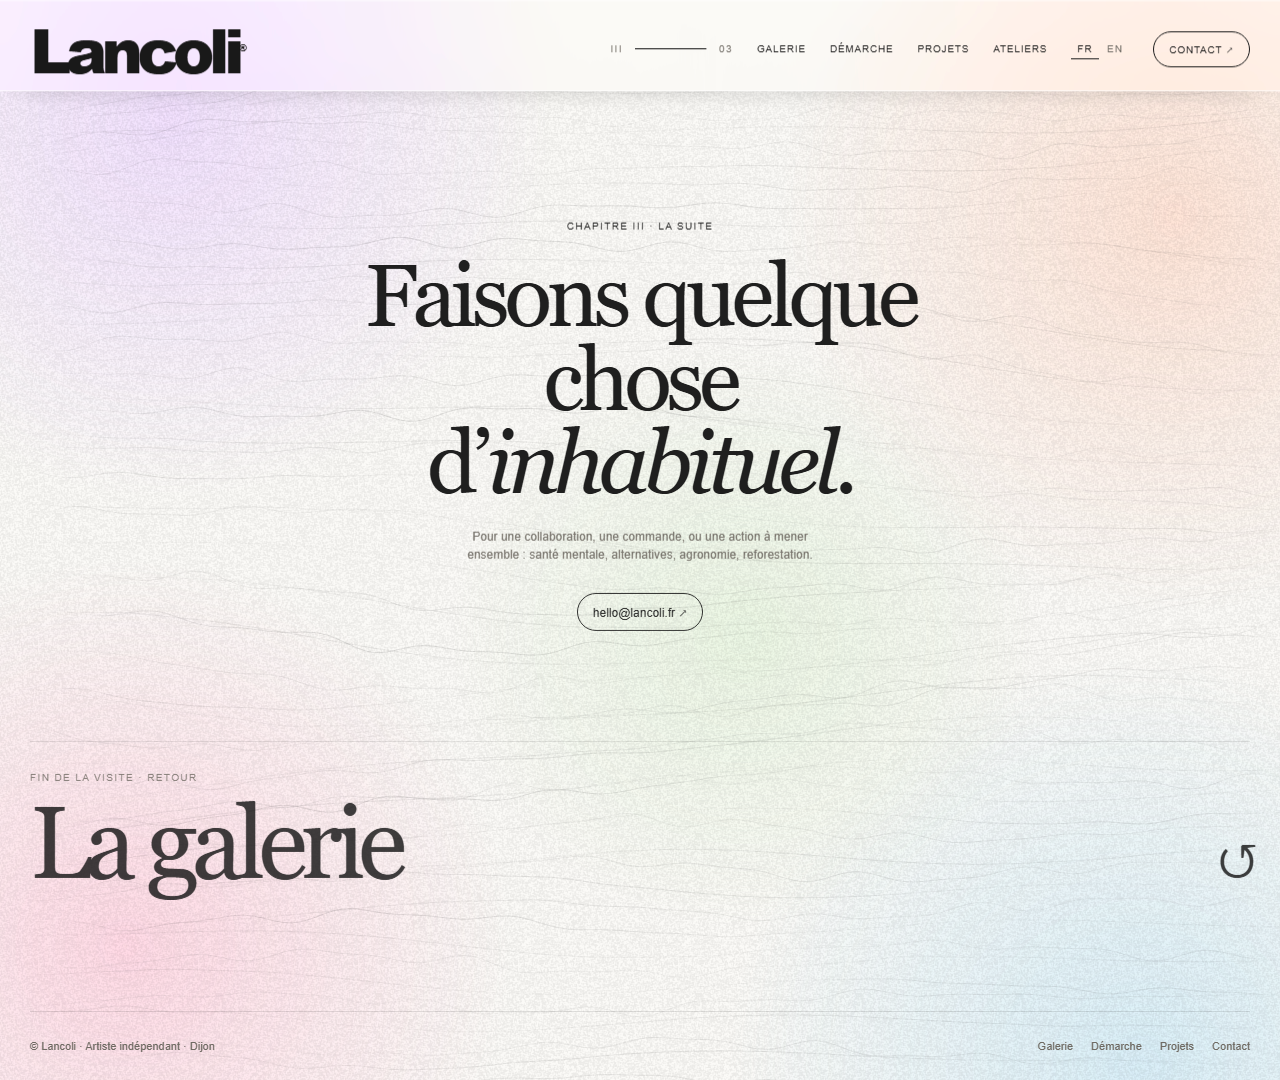 Lancoli®
III 03 GALERIE DÉMARCHE PROJETS ATELIERS FR EN CONTACT ↗
CHAPITRE III · LA SUITE
Faisons quelque
chose
d’inhabituel.
Pour une collaboration, une commande, ou une action à mener
ensemble : santé mentale, alternatives, agronomie, reforestation.
hello@lancoli.fr ↗
FIN DE LA VISITE · RETOUR
La galerie ↺
© Lancoli · Artiste indépendant · Dijon
Galerie Démarche Projets Contact